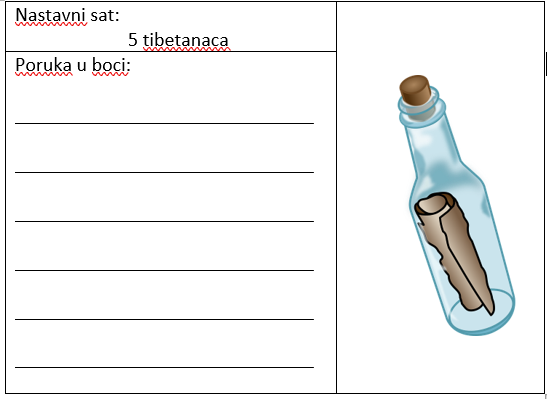 Nastavni sat:
5 tibetanaca
Poruka u boci: